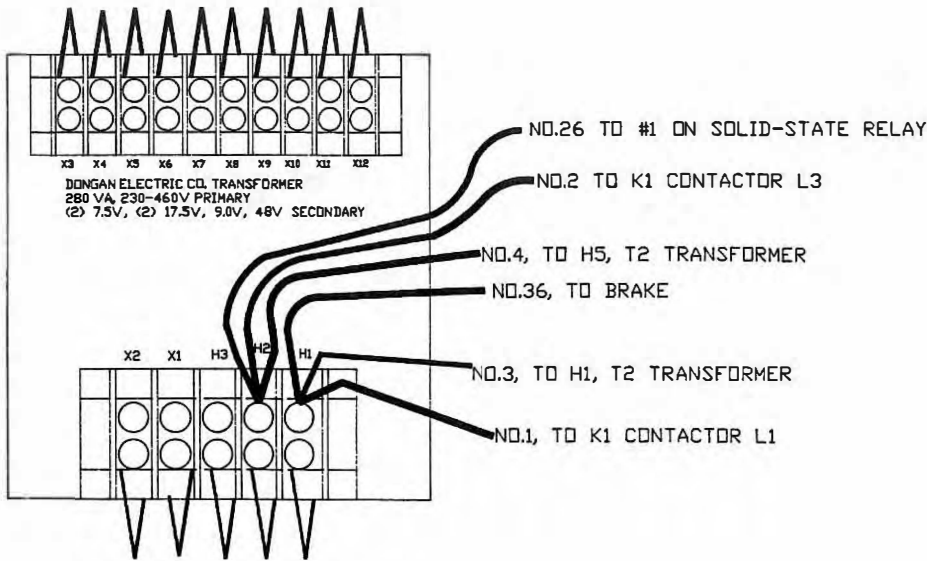 NO.26 TO #1 ON SOLID-STATE RELAY
X3 X4 X5 X6 X7 X8 X9 X10 X11 X12
NO.2 TO K1 CONTACTOR L3
DONGAN ELECTRIC CO. TRANSFORMER
280 VA, 230-460V PRIMARY
(2) 7.5V, (2) 17.5V, 9.0V, 48V SECONDARY
NO.4, TO H5, T2 TRANSFORMER
NO.36, TO BRAKE
X2 X1 H3 H2 H1
NO.3, TO H1, T2 TRANSFORMER
NO.1, TO K1 CONTACTOR L1